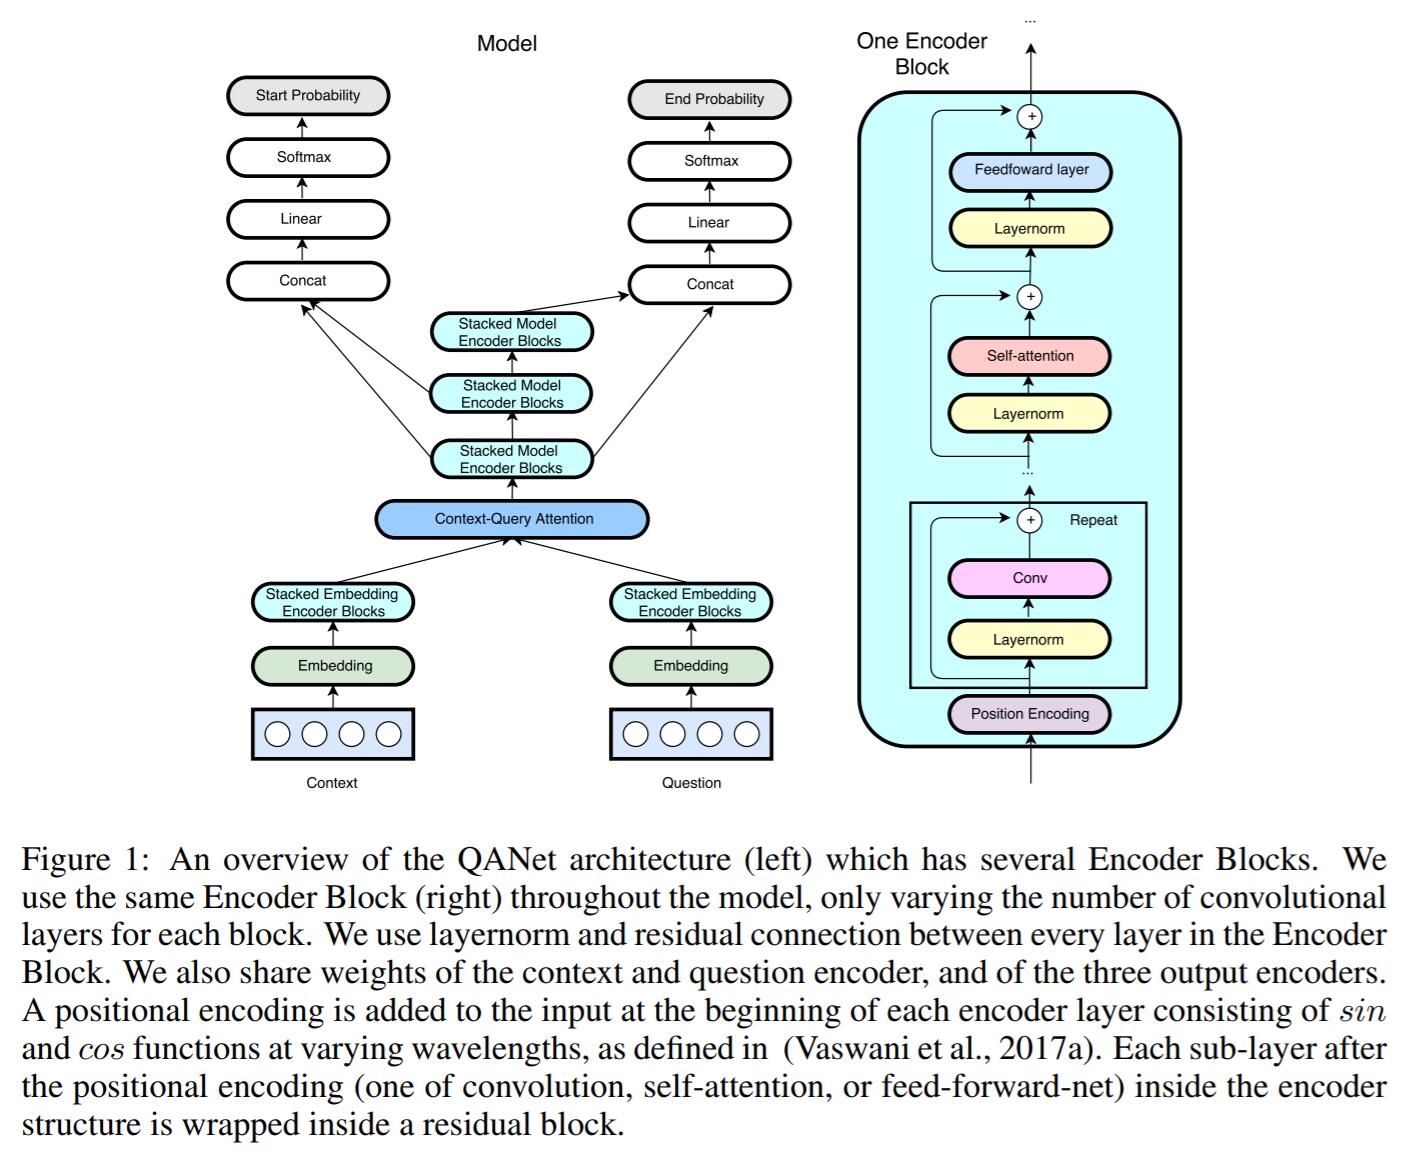 Model
Start Probability
Softmax
Linear
Concat
End Probability
Softmax
Linear
Concat
Stacked Model
Encoder Blocks
Stacked Model
Encoder Blocks
Stacked Model
Encoder Blocks
Context-Query Attention
Stacked Embedding
Encoder Blocks
Embedding
Context
Stacked Embedding
Encoder Blocks
Embedding
Question
One Encoder
Block
...
+
Feedfoward layer
Layernorm
+
Self-attention
Layernorm
...
+
Repeat
Conv
Layernorm
Position Encoding
Figure 1: An overview of the QANet architecture (left) which has several Encoder Blocks. We
use the same Encoder Block (right) throughout the model, only varying the number of convolutional
layers for each block. We use layernorm and residual connection between every layer in the Encoder
Block. We also share weights of the context and question encoder, and of the three output encoders.
A positional encoding is added to the input at the beginning of each encoder layer consisting of sin
and cos functions at varying wavelengths, as defined in (Vaswani et al., 2017a). Each sub-layer after
the positional encoding (one of convolution, self-attention, or feed-forward-net) inside the encoder
structure is wrapped inside a residual block.